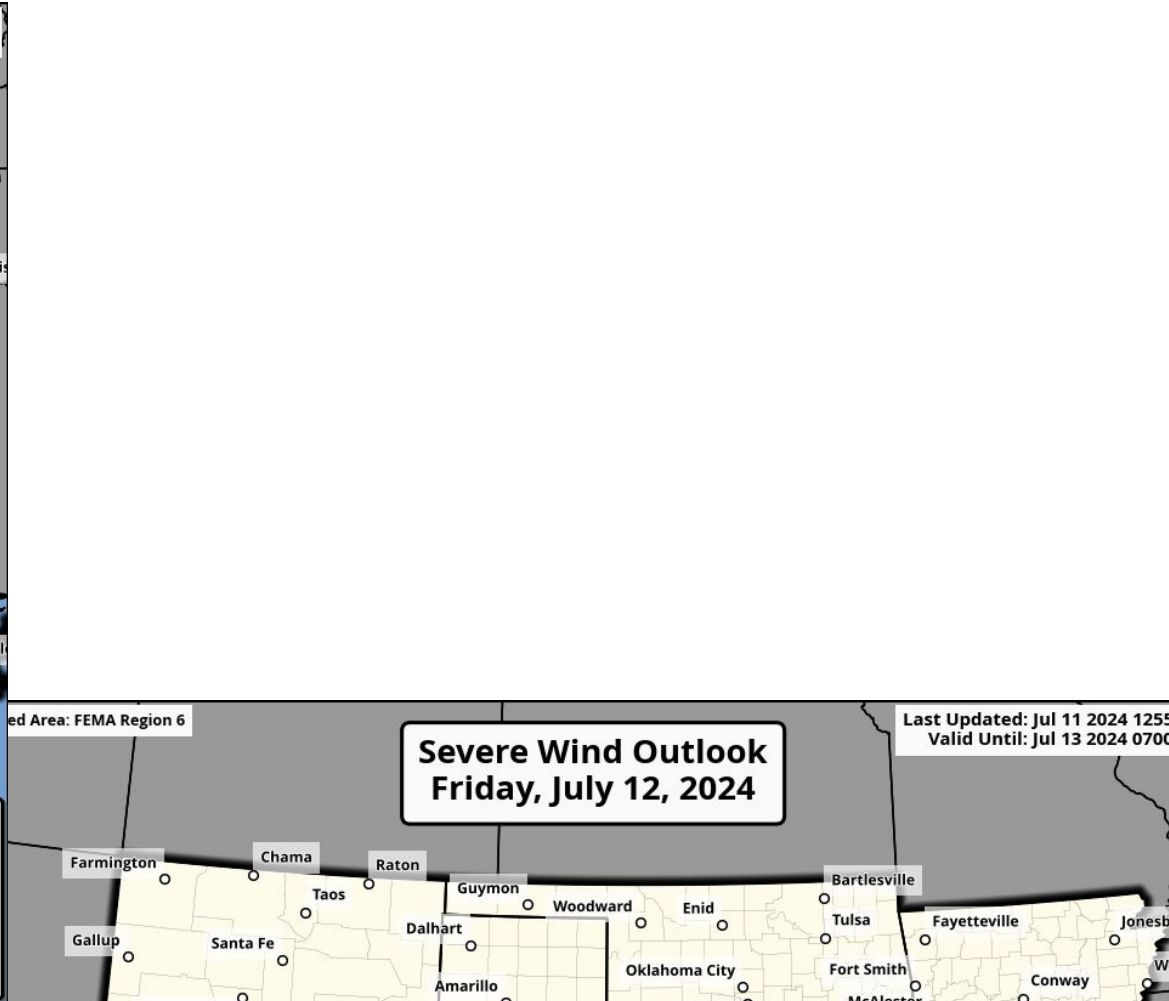 ed Area: FEMA Region 6
Severe Wind Outlook
Friday, July 12, 2024
Last Updated: Jul 11 2024 1255
Valid Until: Jul 13 2024 0700
Farmington
Chama
Raton
Taos
Guymon
Woodward
Enid
Bartlesville
Tulsa
Fayetteville
Jonesb
Gallup
Santa Fe
Dalhart
Amarillo
Oklahoma City
Fort Smith
McAlester
Conway
W